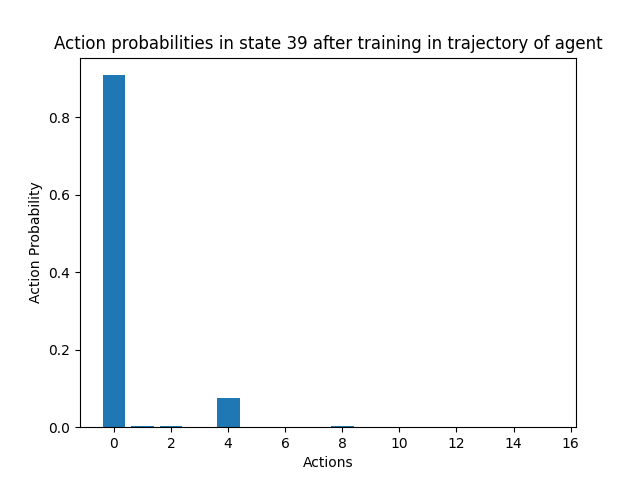 Action probabilities in state 39 after training in trajectory of agent
Action Probability
0.8
0.6
0.4
0.2
0.0
0 2 4 6 8 10 12 14 16
Actions